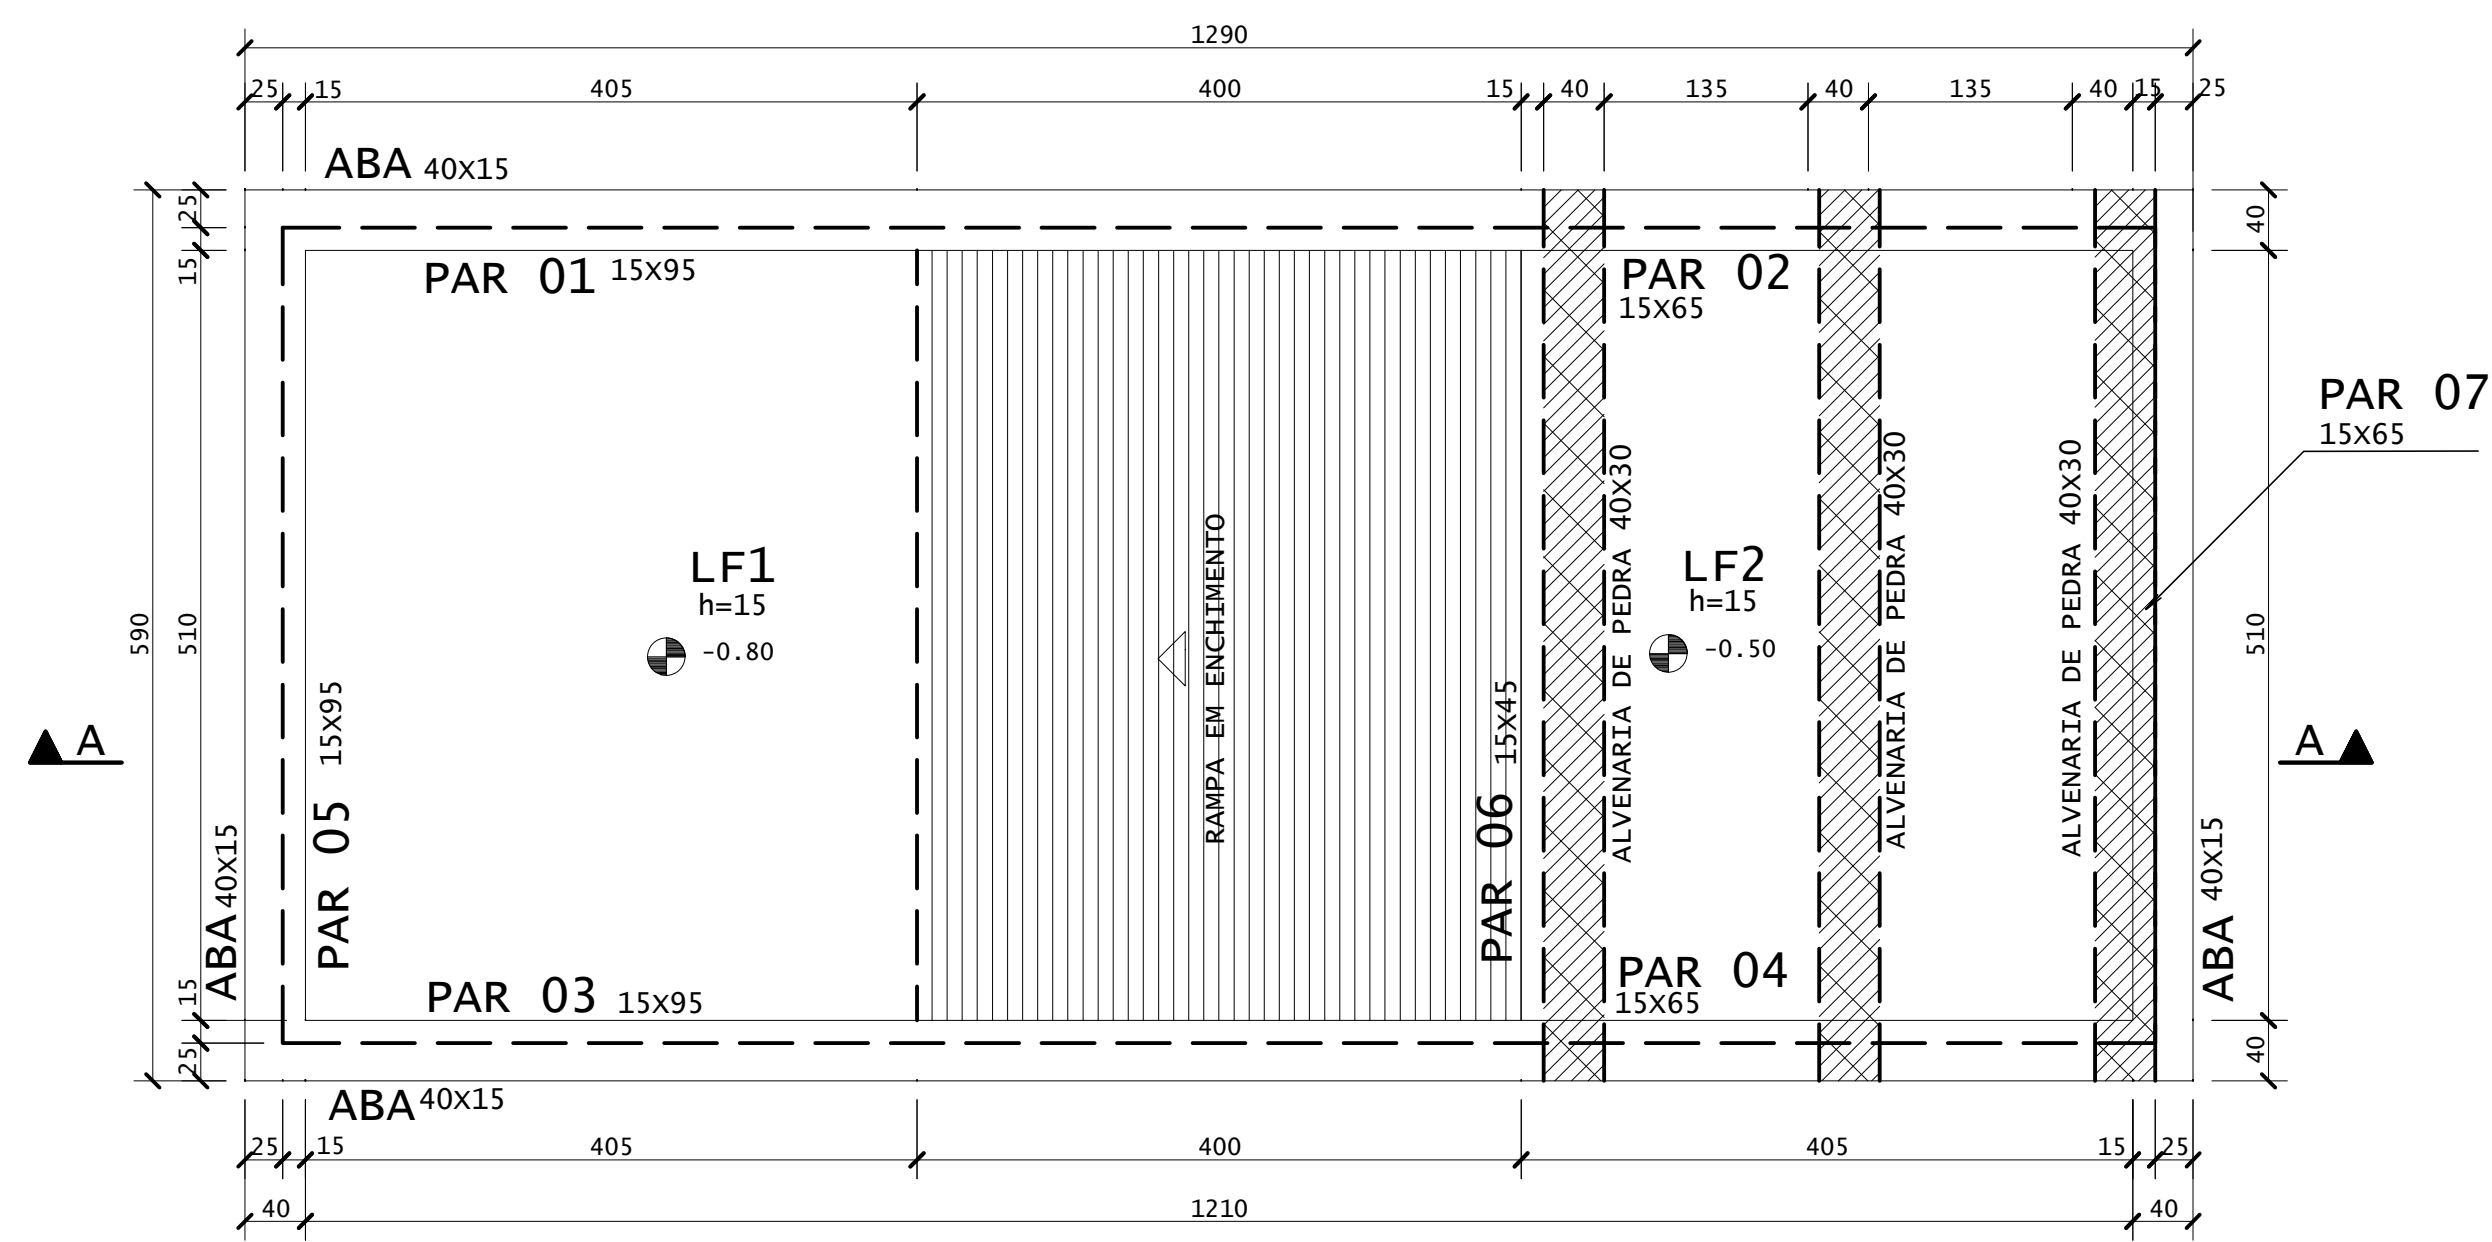 1290
25 15 405 400 15 40 135 40 135 40 15 25
ABA 40X15
25
40
15
PAR 01 15X95
PAR 02
15X65
PAR 07
15X65
LF1
h=15
-0.80
RAMPA EM ENCHIMENTO
ALVENARIA DE PEDRA 40X30
LF2
h=15
-0.50
ALVENARIA DE PEDRA 40X30
ALVENARIA DE PEDRA 40X30
590
510
510
A
A
PAR 05 15X95
PAR 06 15X45
ABA 40X15
ABA 40X15
PAR 03 15X95
PAR 04
15X65
15
25
40
ABA 40X15
25 15 405 400 405 15 25
40 1210 40